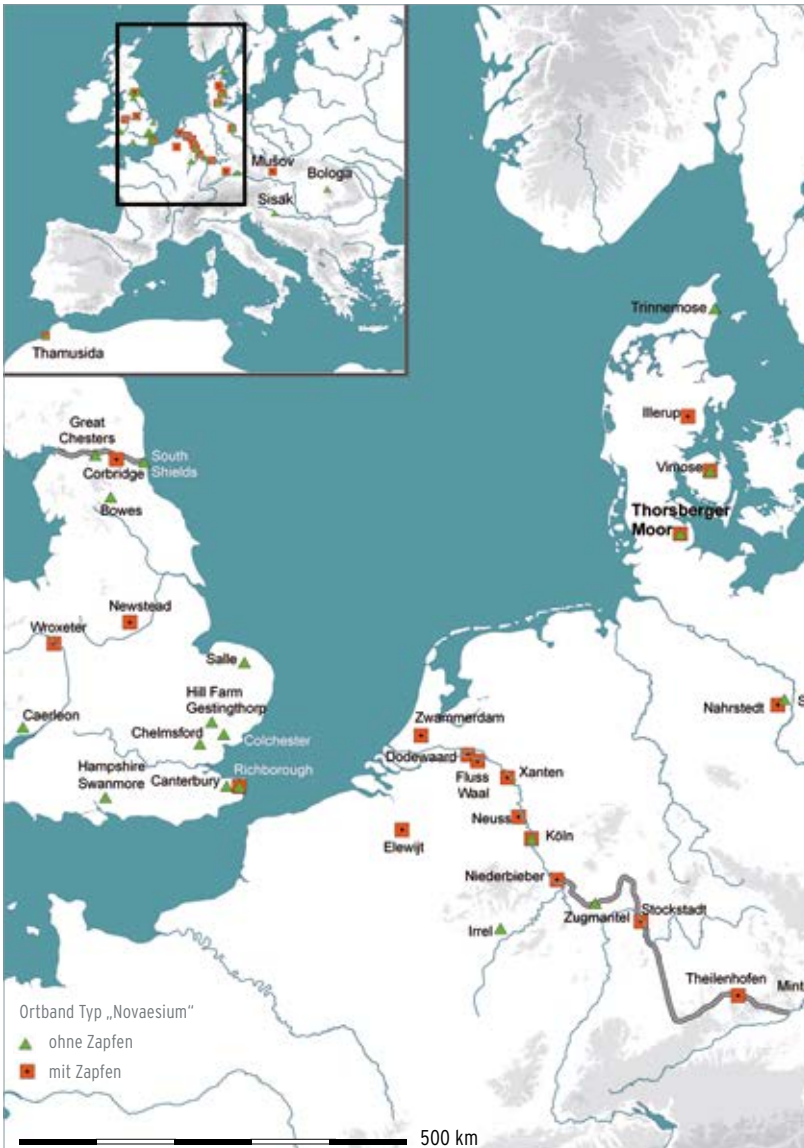 Mušov
Bologa
Sisak
Thamusida
Trinnemose
Great
Chesters
Illerup
South
Shields
Corbridge
Vimose
Bowes
Thorsberger
Moor
Newstead
Wroxeter
Salle
Hill Farm
Gestingthorp
Caerleon
Chelmsford
Colchester
Zwammerdam
Nahrstedt
S
Hampshire
Swanmore
Canterbury
Richborough
Dodewaard
Fluss
Waal
Xanten
Neuss
Köln
Elewijt
Niederbieber
Irrel
Zugmantel
Stockstadt
Theilenhofen
Mint
Ortband Typ „Novaesium“
ohne Zapfen
mit Zapfen
500 km